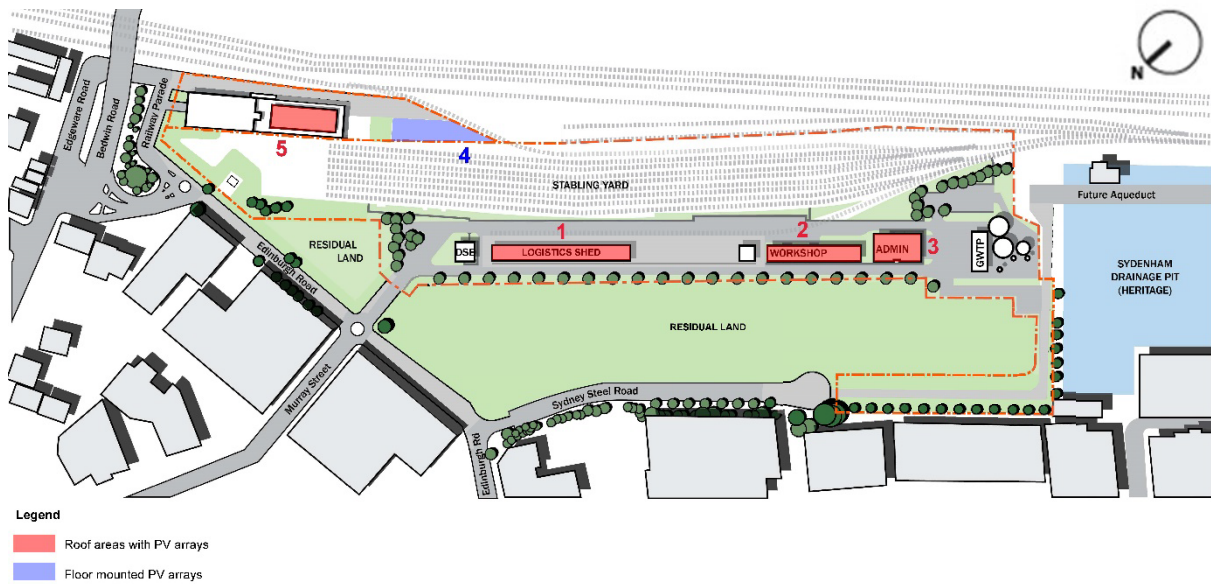 N
Edgeware Road
Bedwin Road
Railway Parade
5
4
STABLING YARD
Future Aqueduct
1
2
DSB
LOGISTICS SHED
WORKSHOP
ADMIN
3
GWTP
SYDENHAM
DRAINAGE PIT
(HERITAGE)
RESIDUAL
LAND
Edinburgh Road
RESIDUAL LAND
Murray Street
Sydney Steel Road
Edinburgh Rd
Legend
Roof areas with PV arrays
Floor mounted PV arrays